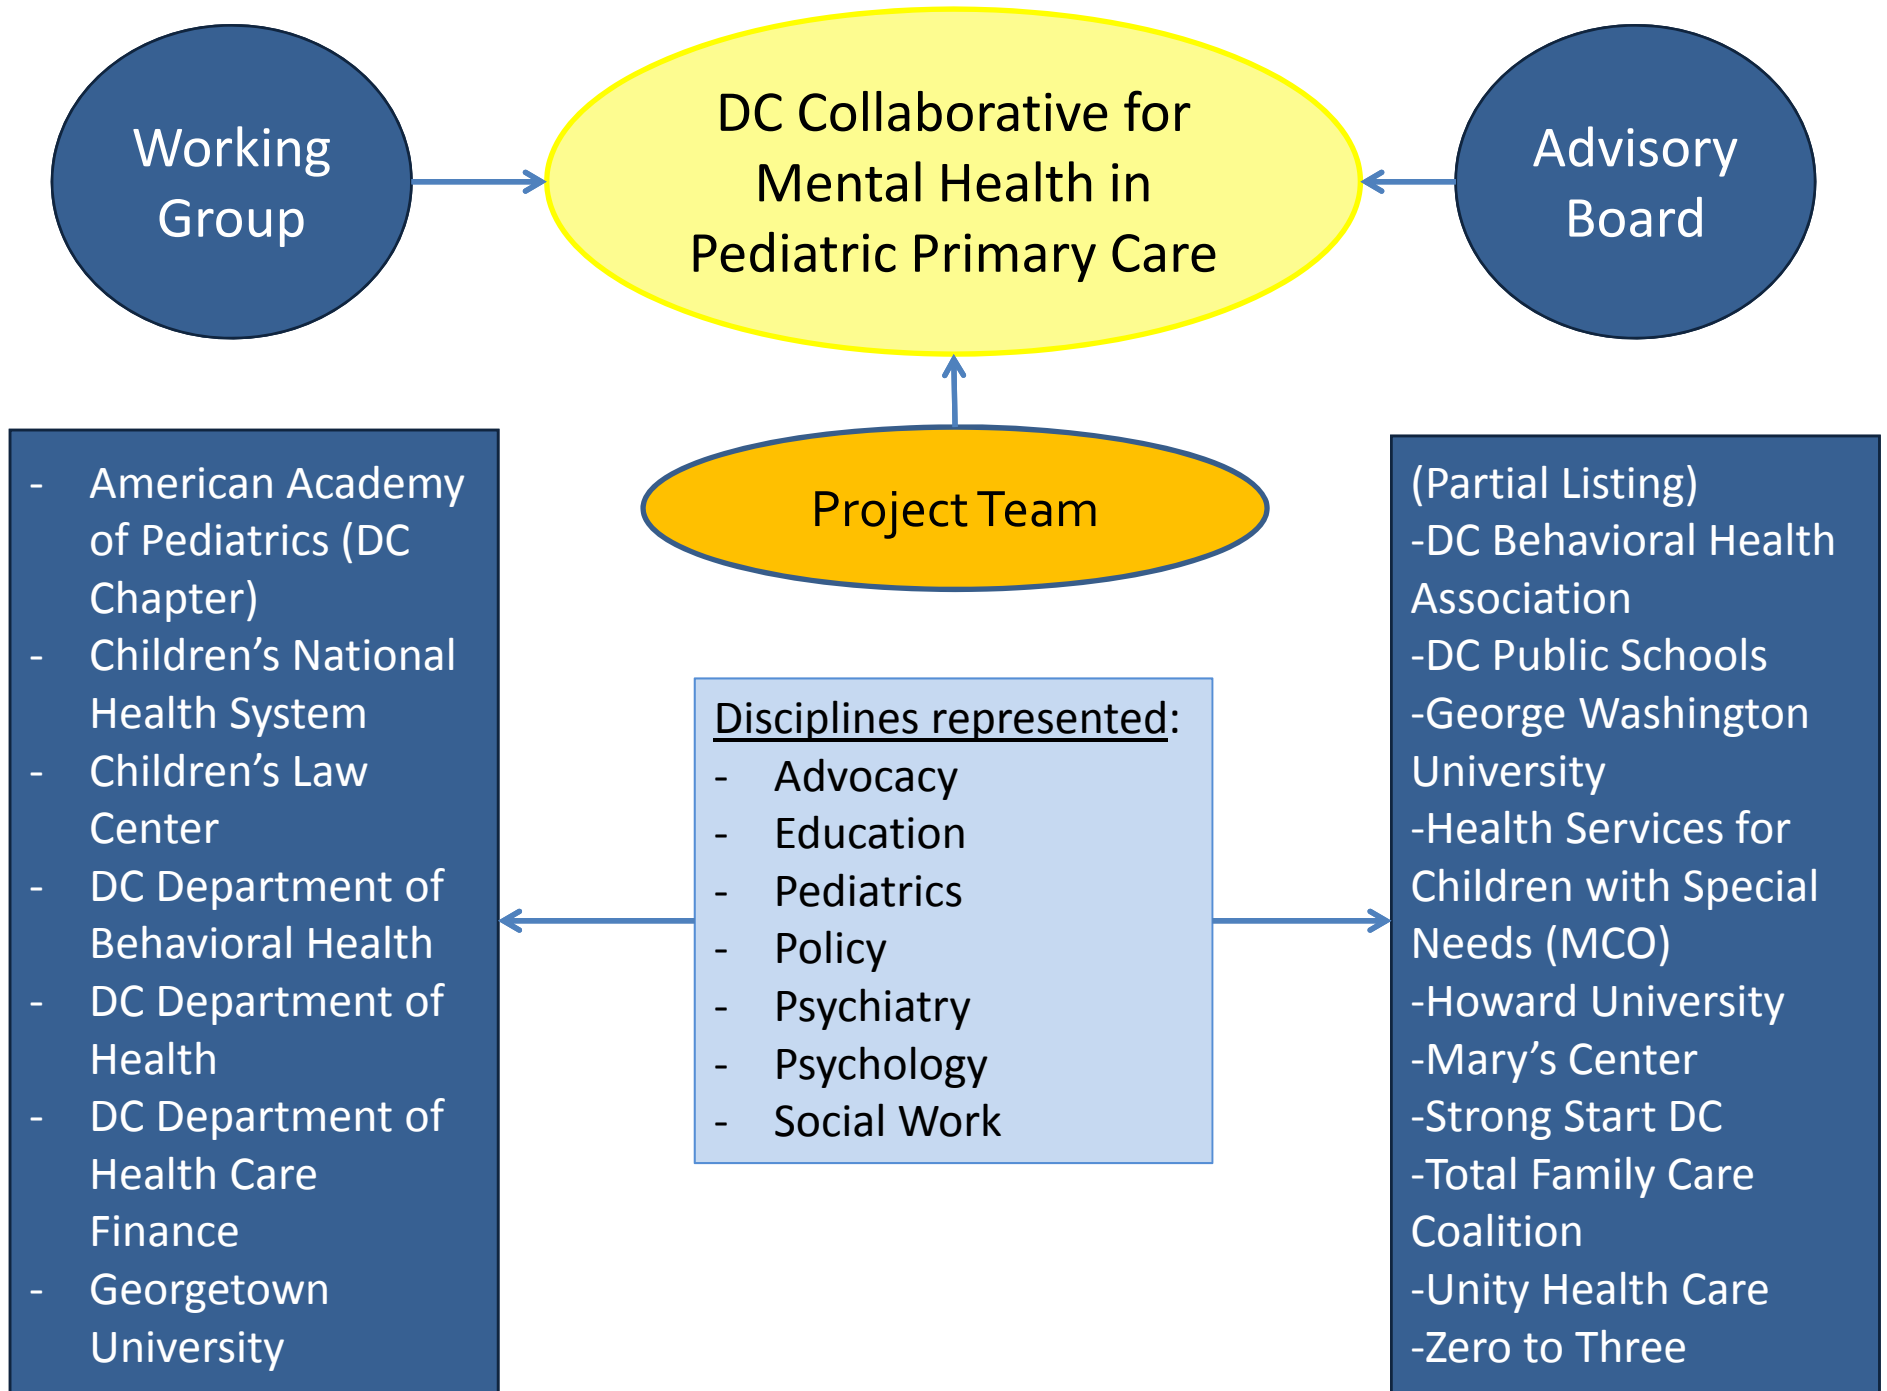 Working
Group
DC Collaborative for
Mental Health in
Pediatric Primary Care
Advisory
Board
Project Team
- American Academy
of Pediatrics (DC
Chapter)
- Children’s National
Health System
- Children’s Law
Center
- DC Department of
Behavioral Health
- DC Department of
Health
- DC Department of
Health Care
Finance
- Georgetown
University
Disciplines represented:
- Advocacy
- Education
- Pediatrics
- Policy
- Psychiatry
- Psychology
- Social Work
(Partial Listing)
-DC Behavioral Health
Association
-DC Public Schools
-George Washington
University
-Health Services for
Children with Special
Needs (MCO)
-Howard University
-Mary’s Center
-Strong Start DC
-Total Family Care
Coalition
-Unity Health Care
-Zero to Three